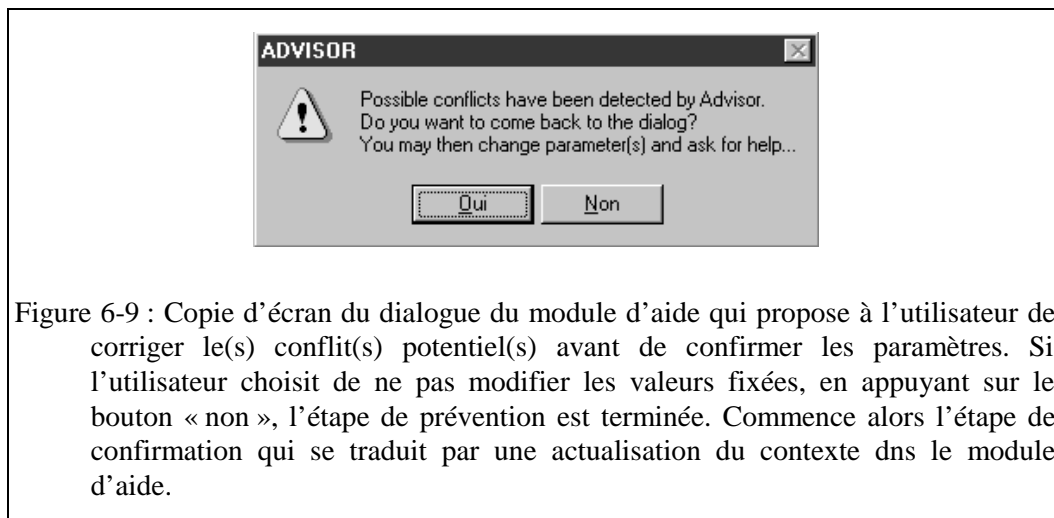 ADVISOR
Possible conflicts have been detected by Advisor.
Do you want to come back to the dialog?
You may then change parameter(s) and ask for help...
Oui
Non
Figure 6-9 : Copie d’écran du dialogue du module d’aide qui propose à l’utilisateur de
corriger le(s) conflit(s) potentiel(s) avant de confirmer les paramètres. Si
l’utilisateur choisit de ne pas modifier les valeurs fixées, en appuyant sur le
bouton « non », l’étape de prévention est terminée. Commence alors l’étape de
confirmation qui se traduit par une actualisation du contexte dns le module
d’aide.